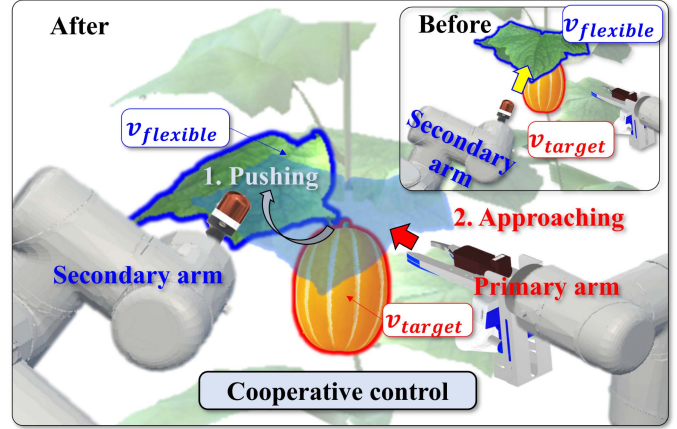 After
Before
v_flexible
v_target
Secondary
arm
v_flexible
1. Pushing
2. Approaching
Secondary arm
Primary arm
v_target
Cooperative control